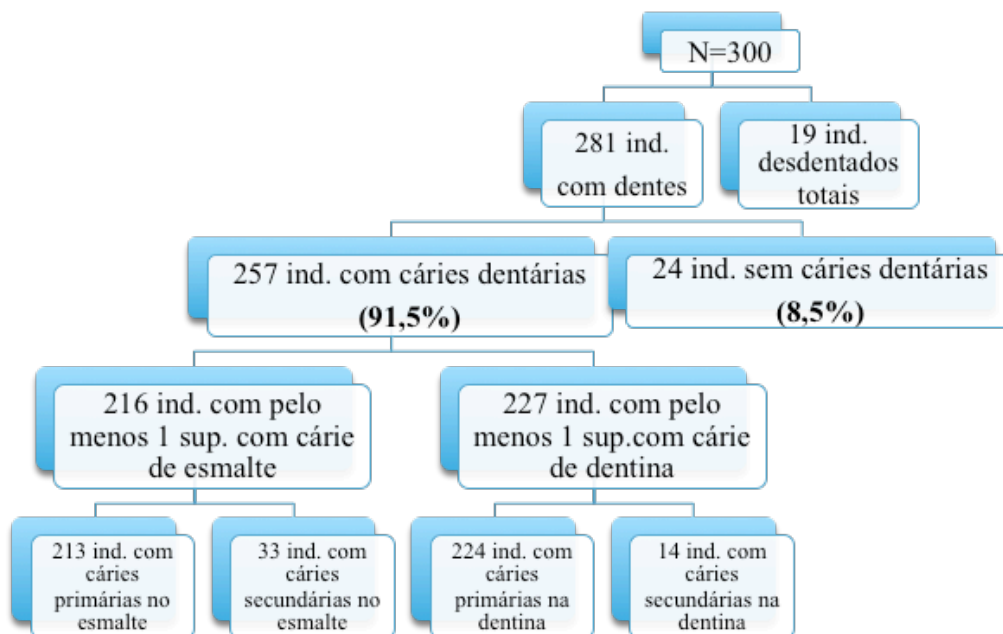 N=300
281 ind.
com dentes
19 ind.
desdentados
totais
257 ind. com cáries dentárias
(91,5%)
24 ind. sem cáries dentárias
(8,5%)
216 ind. com pelo
menos 1 sup. com cárie
de esmalte
227 ind. com pelo
menos 1 sup.com cárie
de dentina
213 ind. com
cáries
primárias no
esmalte
33 ind. com
cáries
secundárias no
esmalte
224 ind. com
cáries
primárias na
dentina
14 ind. com
cáries
secundárias na
dentina